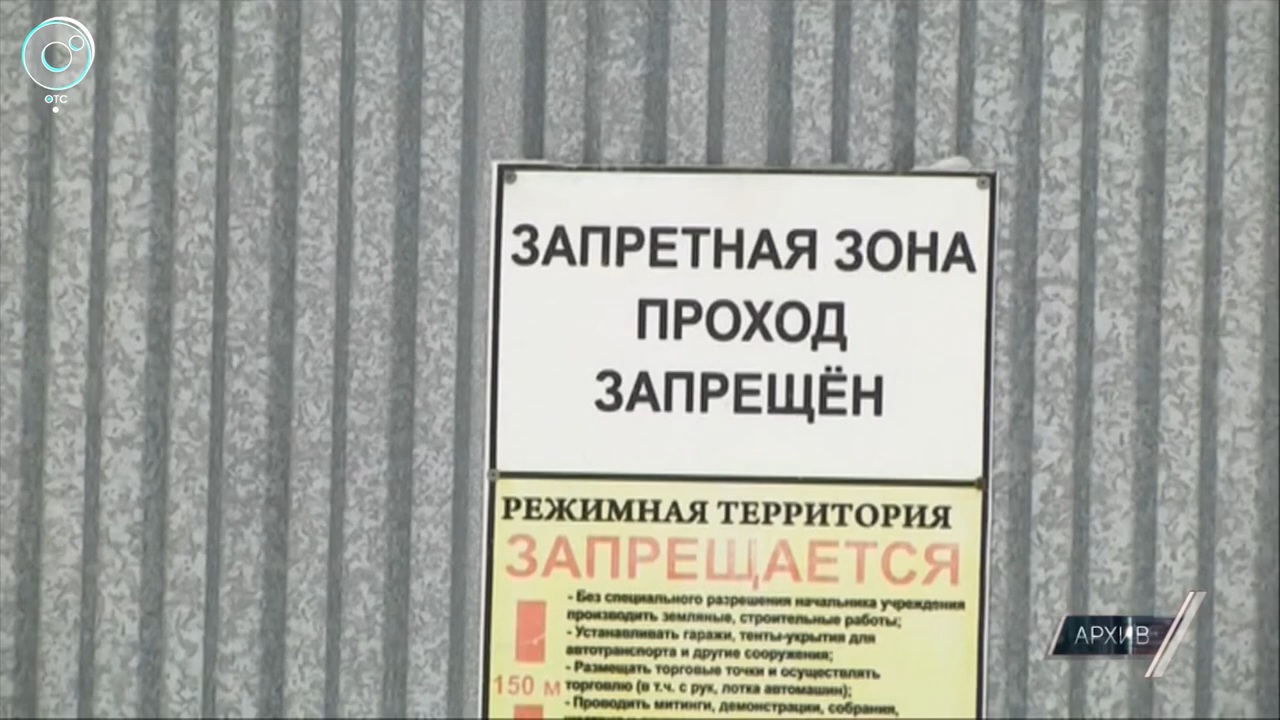 ОТС
ЗАПРЕТНАЯ ЗОНА
ПРОХОД
ЗАПРЕЩЁН
РЕЖИМНАЯ ТЕРРИТОРИЯ
ЗАПРЕЩАЕТСЯ
- Без специального разрешения начальника учреждения
производить земляные, строительные работы;
- Устанавливать гаражи, тенты-укрытия для
автотранспорта и другие сооружения;
- Размещать торговые точки и осуществлять
торговлю (в т.ч. с рук, лотка автомашин);
150 м
- Проводить митинги, демонстрации, собрания,
АРХИВ